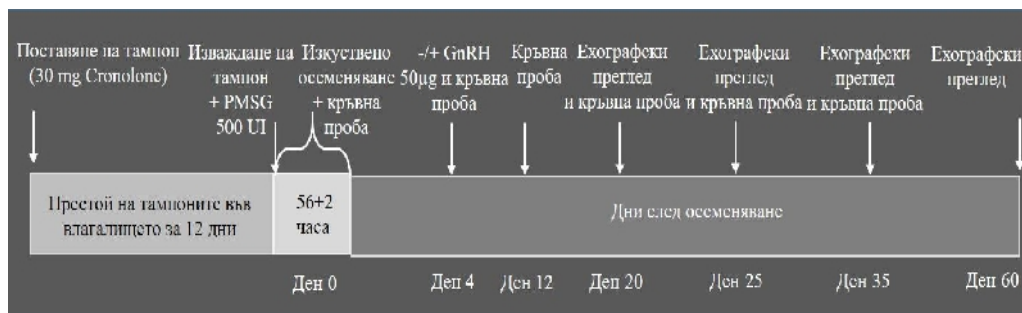 Поставяне на тампон
(30 mg Cronolone)
Изваждане на
тампон
+ PMSG
500 UI
Изкуствено
осеменяване
+ кръвна
проба
-/+ GnRH
50µg и кръвна
проба
Кръвна
проба
Ехографски
преглед
и кръвна проба
Ехографски
преглед
и кръвна проба
Ехографски
преглед
и кръвна проба
Ехографски
преглед
Престой на тампоните във
влагалището за 12 дни
56+2
часа
Дни след осеменяване
Ден 0
Ден 4
Ден 12
Ден 20
Ден 25
Ден 35
Ден 60